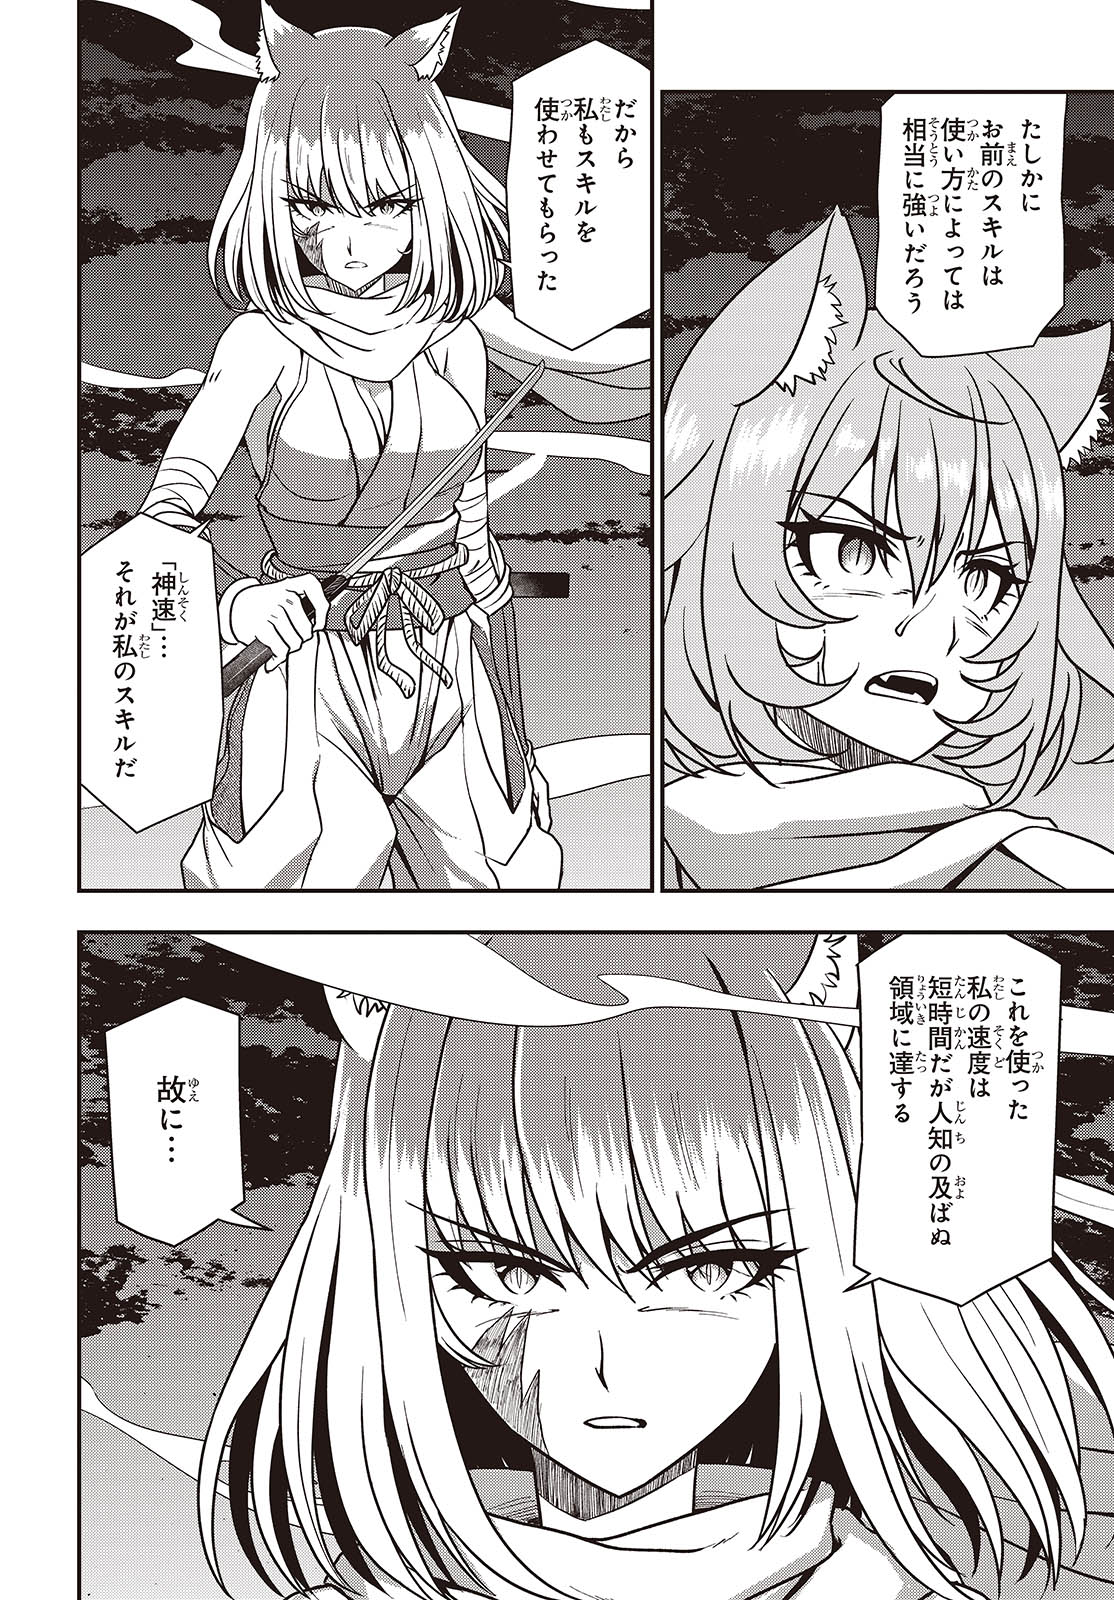 たしかに
お前のスキルは
使い方によっては
相当に強いだろう
だから
私もスキルを
使わせてもらった
「神速」…
それが私のスキルだ
これを使った
私の速度は
短時間だが人知の及ばぬ
領域に達する
故に…